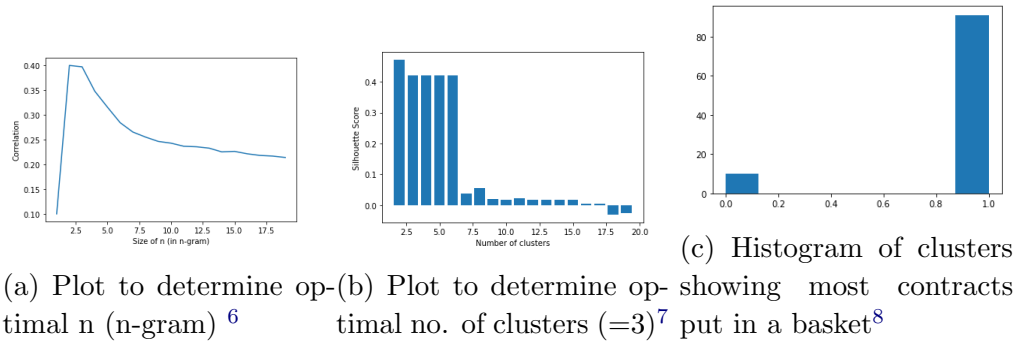 0.40
0.35
0.30
0.25
0.20
0.15
0.10
Correlation
2.5 5.0 7.5 10.0 12.5 15.0 17.5
Size of n (in n-gram)
(a) Plot to determine op-
timal n (n-gram) 6
0.4
0.3
0.2
0.1
0.0
Silhouette Score
2.5 5.0 7.5 10.0 12.5 15.0 17.5 20.0
Number of clusters
(b) Plot to determine op-
timal no. of clusters (=3)7
80
60
40
20
0
0.0 0.2 0.4 0.6 0.8 1.0
(c) Histogram of clusters
showing most contracts
put in a basket8